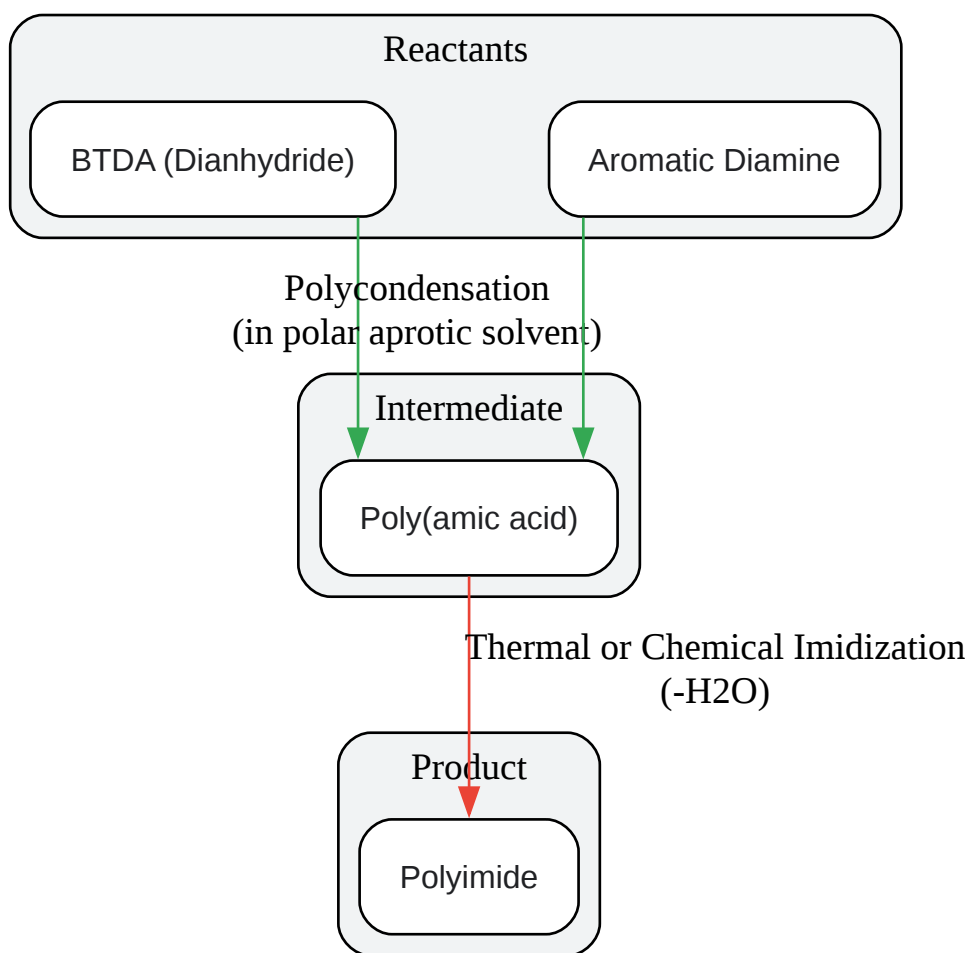 Reactants
BTDA (Dianhydride)
Aromatic Diamine
Polycondensation
(in polar aprotic solvent)
Intermediate
Poly(amic acid)
Thermal or Chemical Imidization
(-H2O)
Product
Polyimide